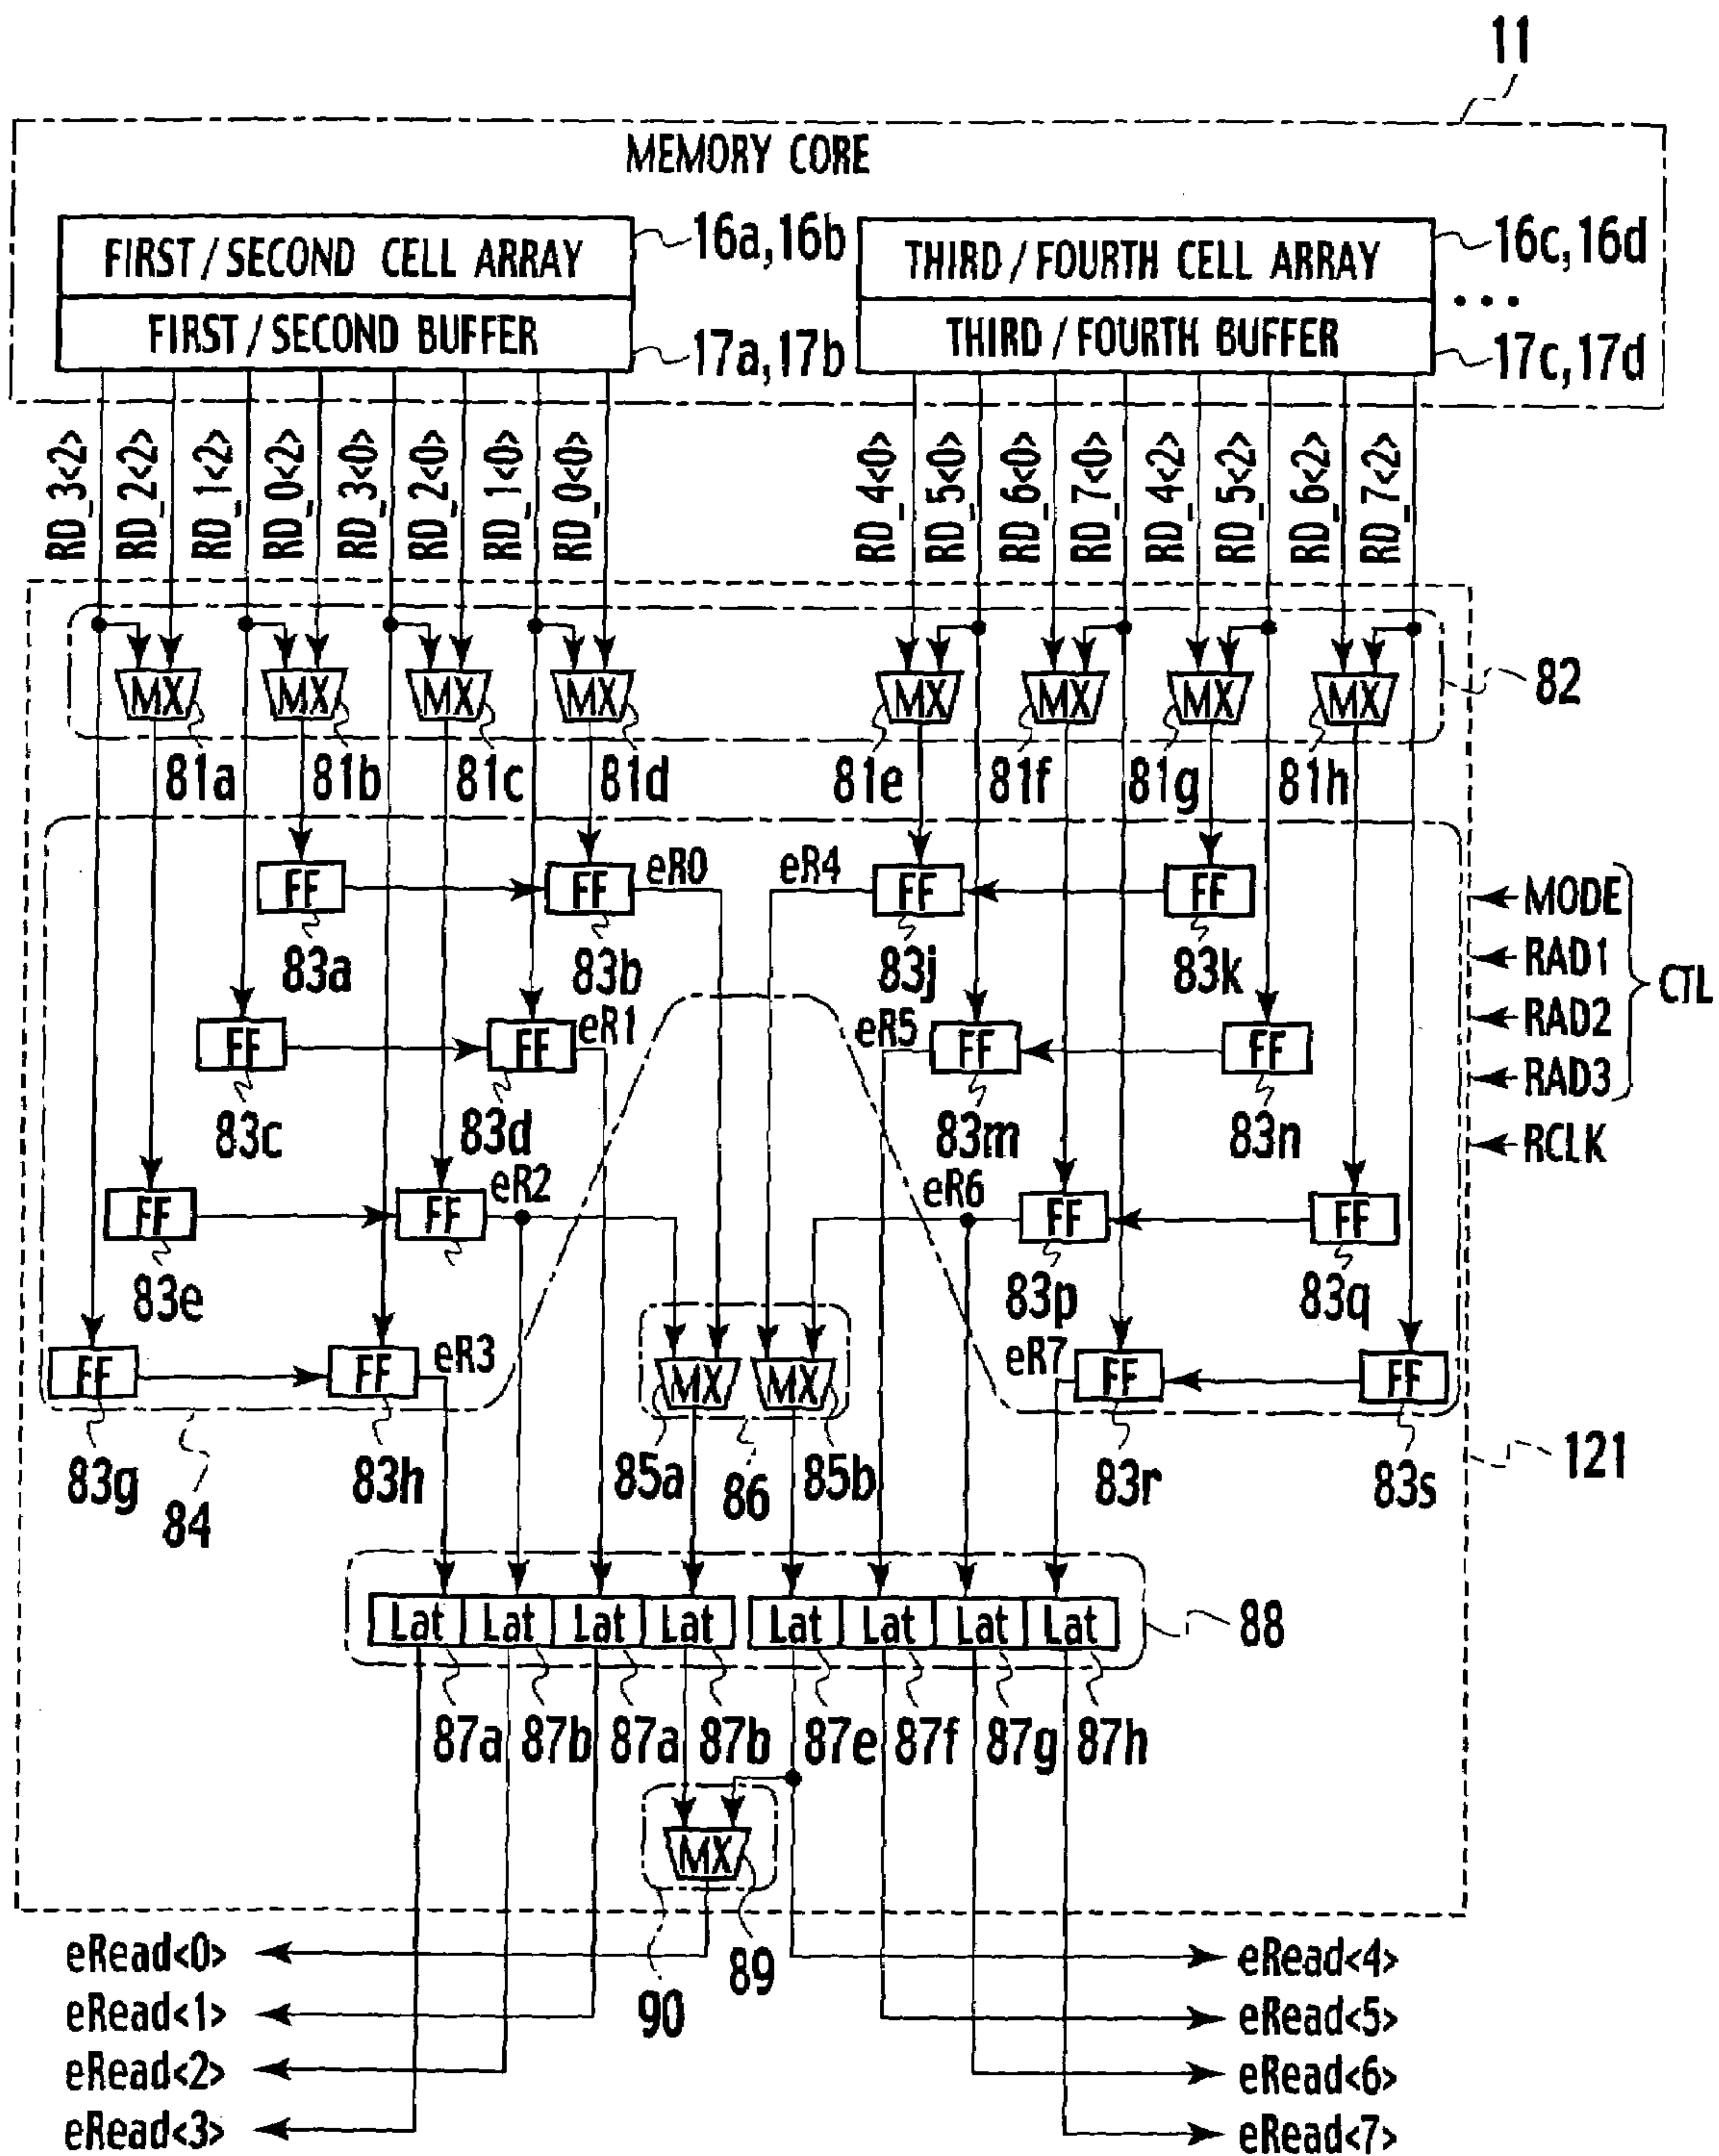 11
MEMORY CORE
FIRST/SECOND CELL ARRAY
16a,16b
THIRD/FOURTH CELL ARRAY
16c,16d
FIRST/SECOND BUFFER
17a,17b
THIRD/FOURTH BUFFER
17c,17d
...
RD_3<2>
RD_2<2>
RD_1<2>
RD_0<2>
RD_3<0>
RD_2<0>
RD_1<0>
RD_0<0>
RD_4<0>
RD_5<0>
RD_6<0>
RD_7<0>
RD_4<2>
RD_5<2>
RD_6<2>
RD_7<2>
MX MX MX MX MX MX MX MX
82
81a 81b 81c 81d 81e 81f 81g 81h
FF FF eR0 eR4 FF FF
83a 83b 83j 83k
MODE
RAD1
RAD2
RAD3
CTL
RCLK
FF FF eR1 eR5 FF FF
83c 83d 83m 83n
FF FF eR2 eR6 FF FF
83e 83p 83q
FF FF eR3 MX MX eR7 FF FF
83g 84 83h 85a 86 85b 83r 83s
121
Lat Lat Lat Lat Lat Lat Lat Lat
88
87a 87b 87a 87b 87e 87f 87g 87h
MX
89
90
eRead<0>
eRead<1>
eRead<2>
eRead<3>
eRead<4>
eRead<5>
eRead<6>
eRead<7>